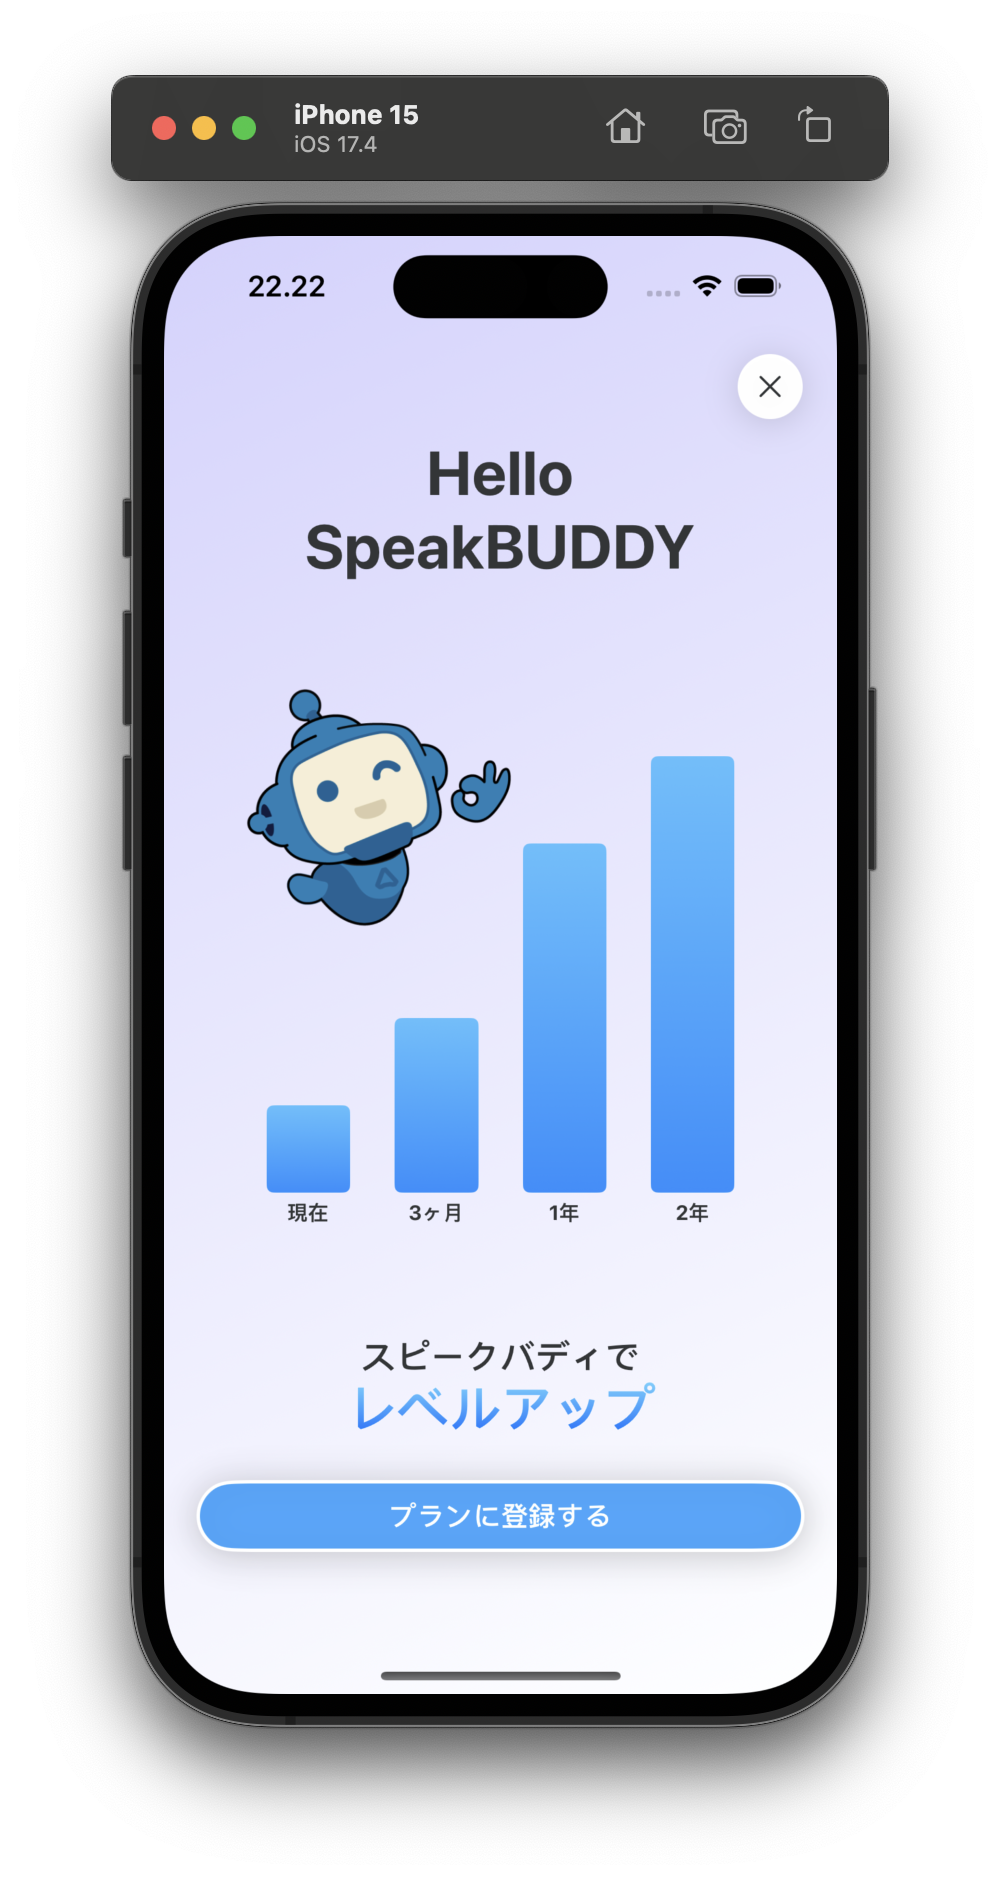 iPhone 15
iOS 17.4
22.22
Hello
SpeakBUDDY
現在
3ヶ月
1年
2年
スピークバディで
レベルアップ
プランに登録する